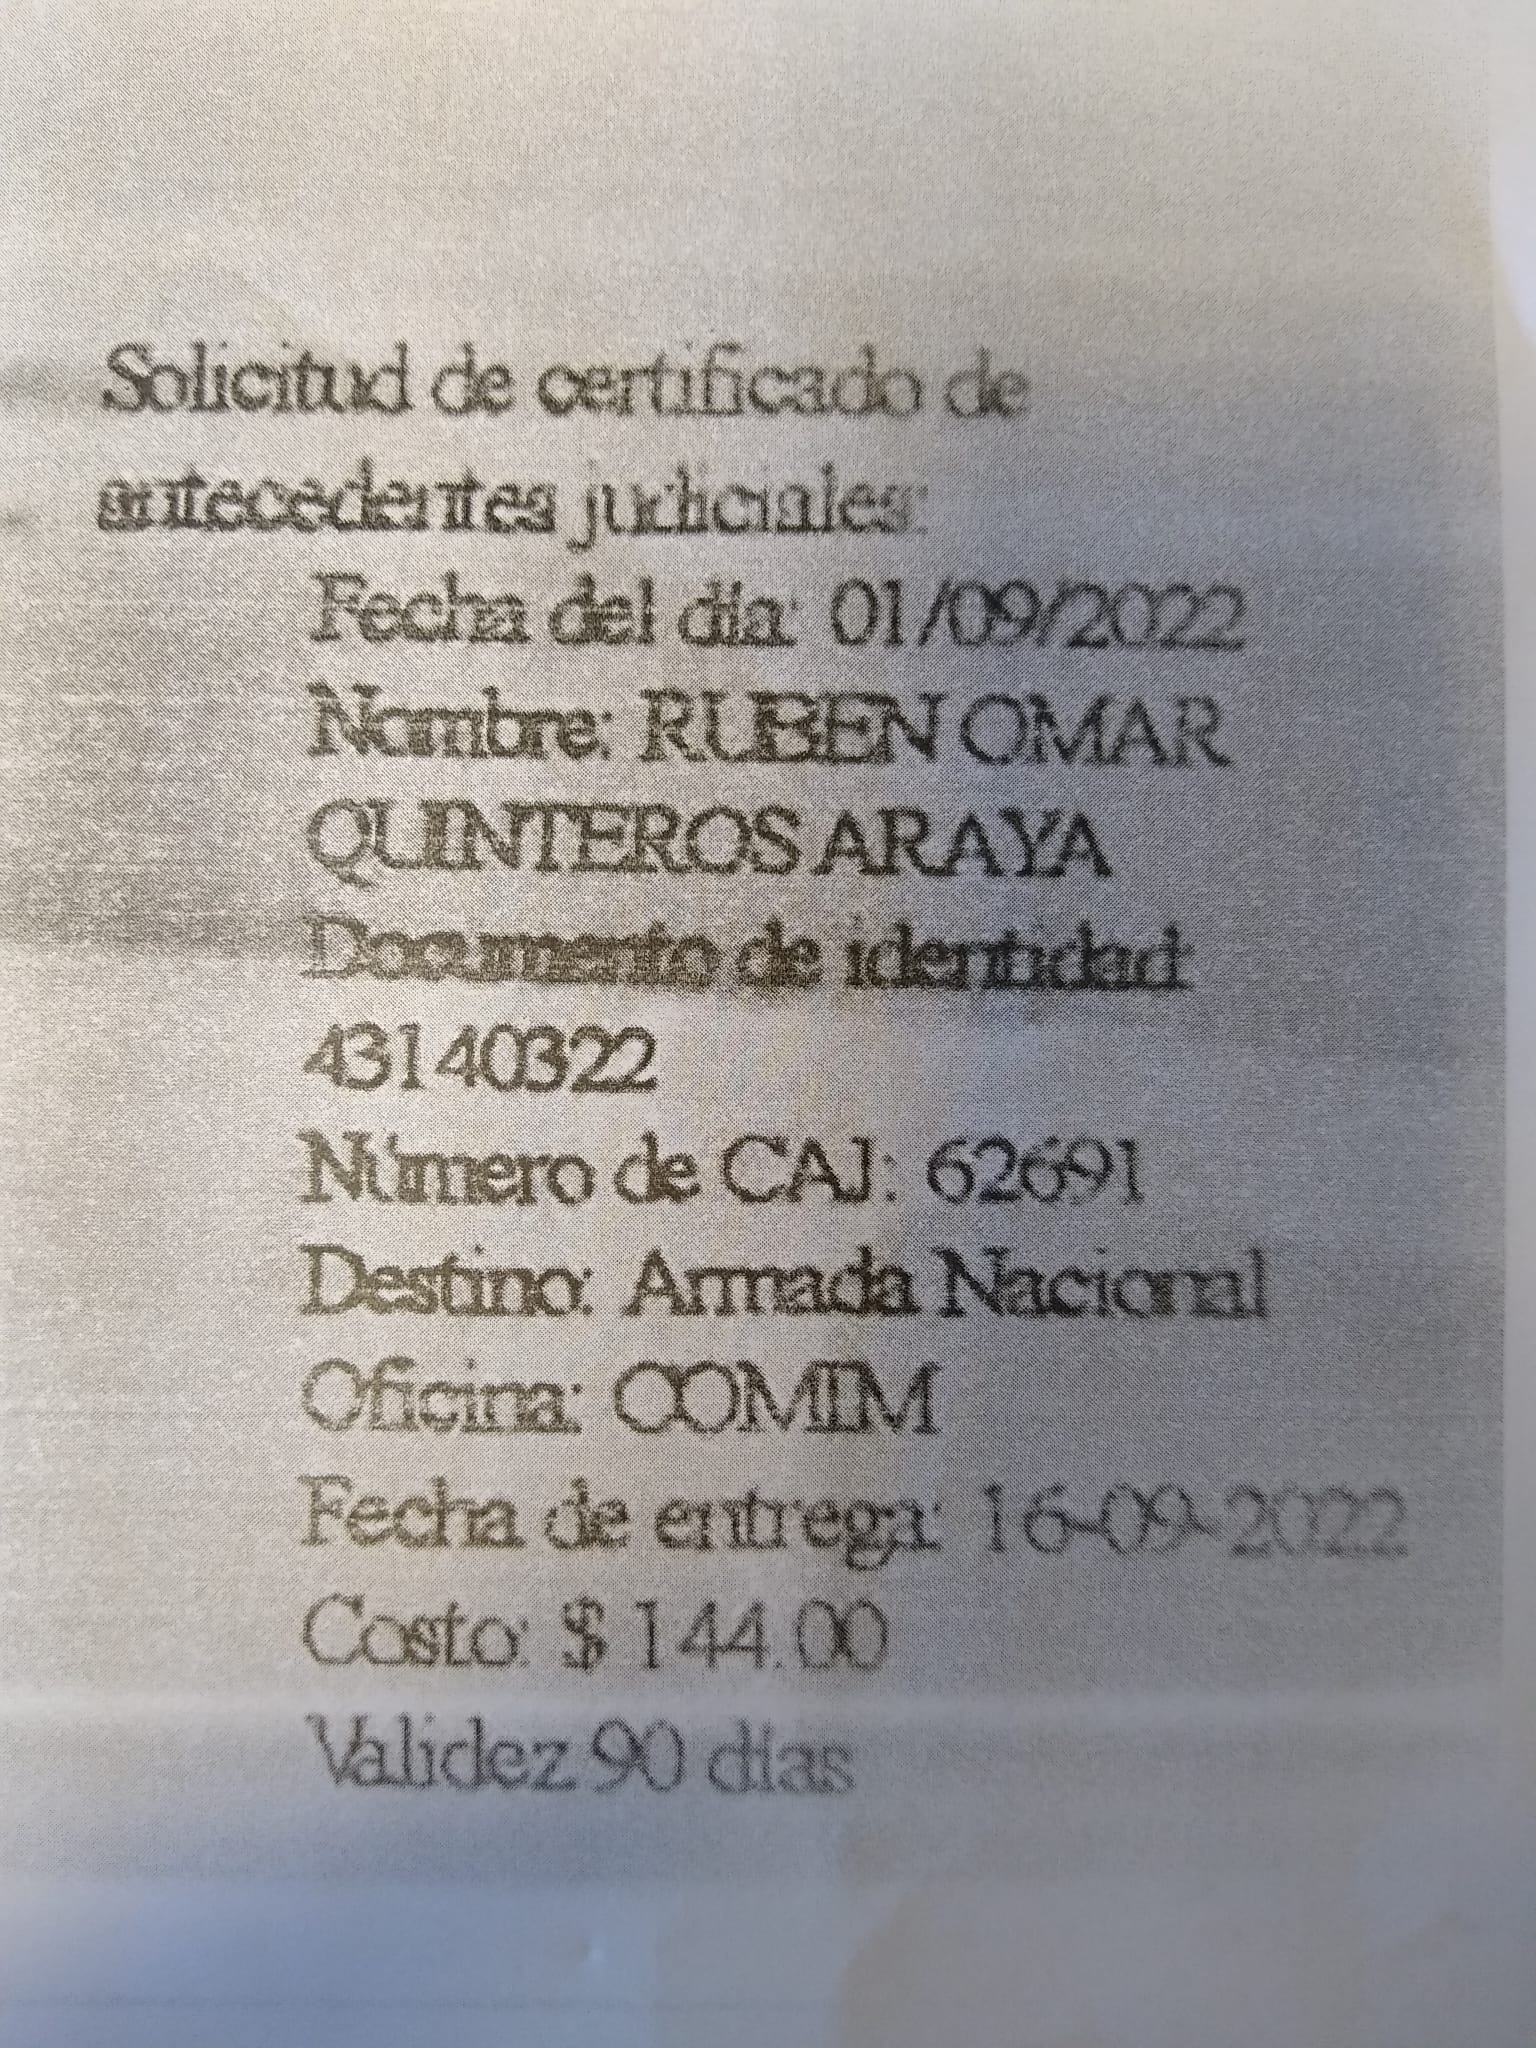 Solicitud de certificado de
antecedentes judiciales:
Fecha del día: 01/09/2022
Nombre: RUBEN OMAR
QUINTEROS ARAYA
Documento de identidad:
43140322
Número de CAJ: 62691
Destino: Armada Nacional
Oficina: COMIM
Fecha de entrega: 16-09-2022
Costo: $ 144.00
Validez 90 días